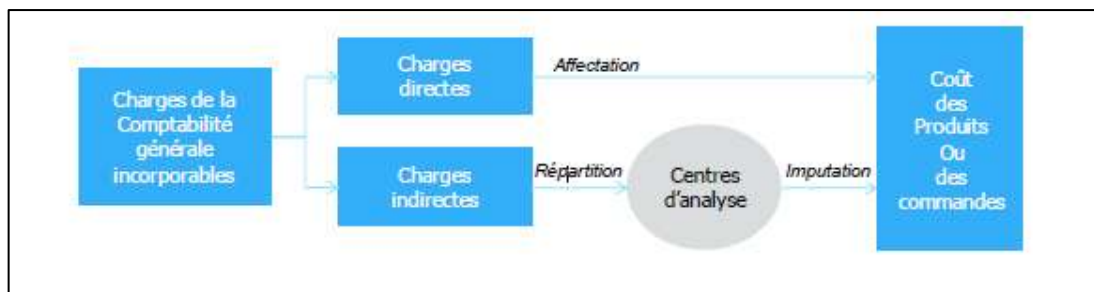 Charges de la
Comptabilité
générale
incorporables
Charges
directes
Affectation
Charges
indirectes
Répartition
Centres
d'analyse
Imputation
Coût
des
Produits
Ou
des
commandes